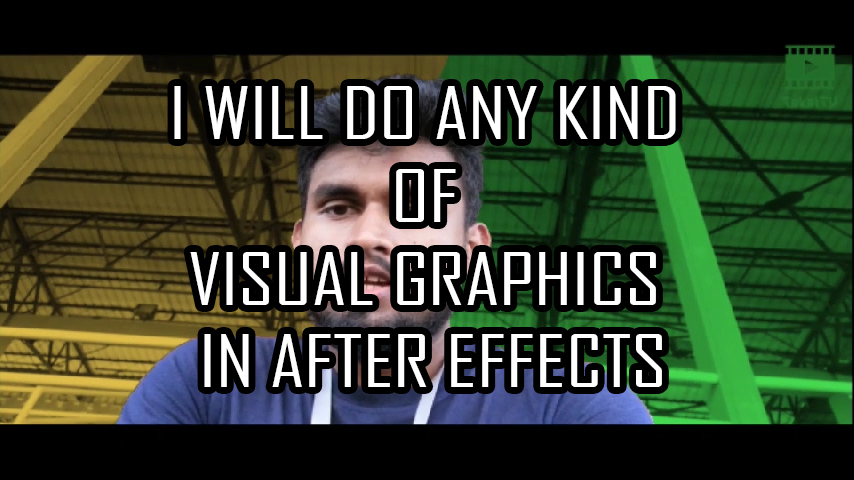 I WILL DO ANY KIND
OF
VISUAL GRAPHICS
IN AFTER EFFECTS